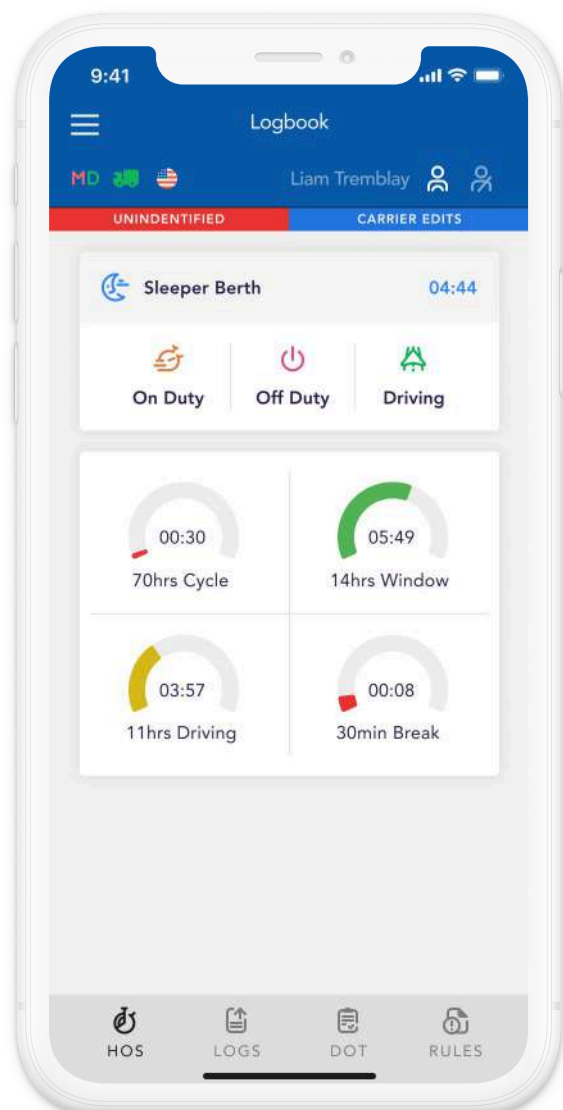 9:41
Logbook
MD
Liam Tremblay
UNINDENTIFIED
CARRIER EDITS
Sleeper Berth 04:44
On Duty Off Duty Driving
00:30
70hrs Cycle
05:49
14hrs Window
03:57
11hrs Driving
00:08
30min Break
HOS LOGS DOT RULES